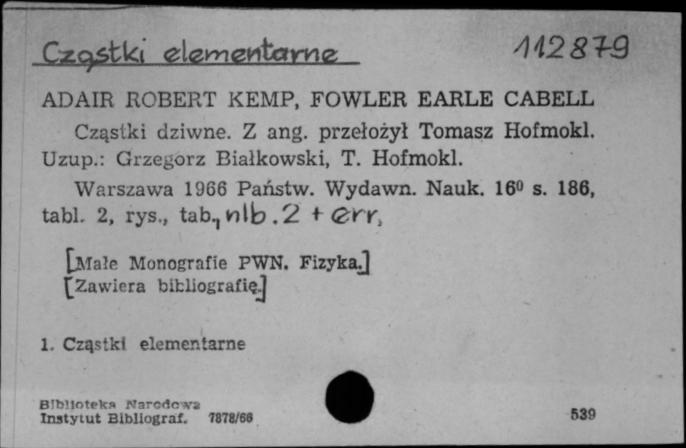 Cząstki elementarne 112879
ADAIR ROBERT KEMP, FOWLER EARLE CABELL
Cząstki dziwne. Z ang. przełożył Tomasz Hofmokl.
Uzup.: Grzegorz Białkowski, T. Hofmokl.
Warszawa 1966 Państw. Wydawn. Nauk. 16⁰ s. 186,
tabl. 2, rys., tab., nlb. 2 + err.
[Małe Monografie PWN. Fizyka.]
[Zawiera bibliografię.]
1. Cząstki elementarne
Biblioteka Narodowa
Instytut Bibliograf. 7878/66 539